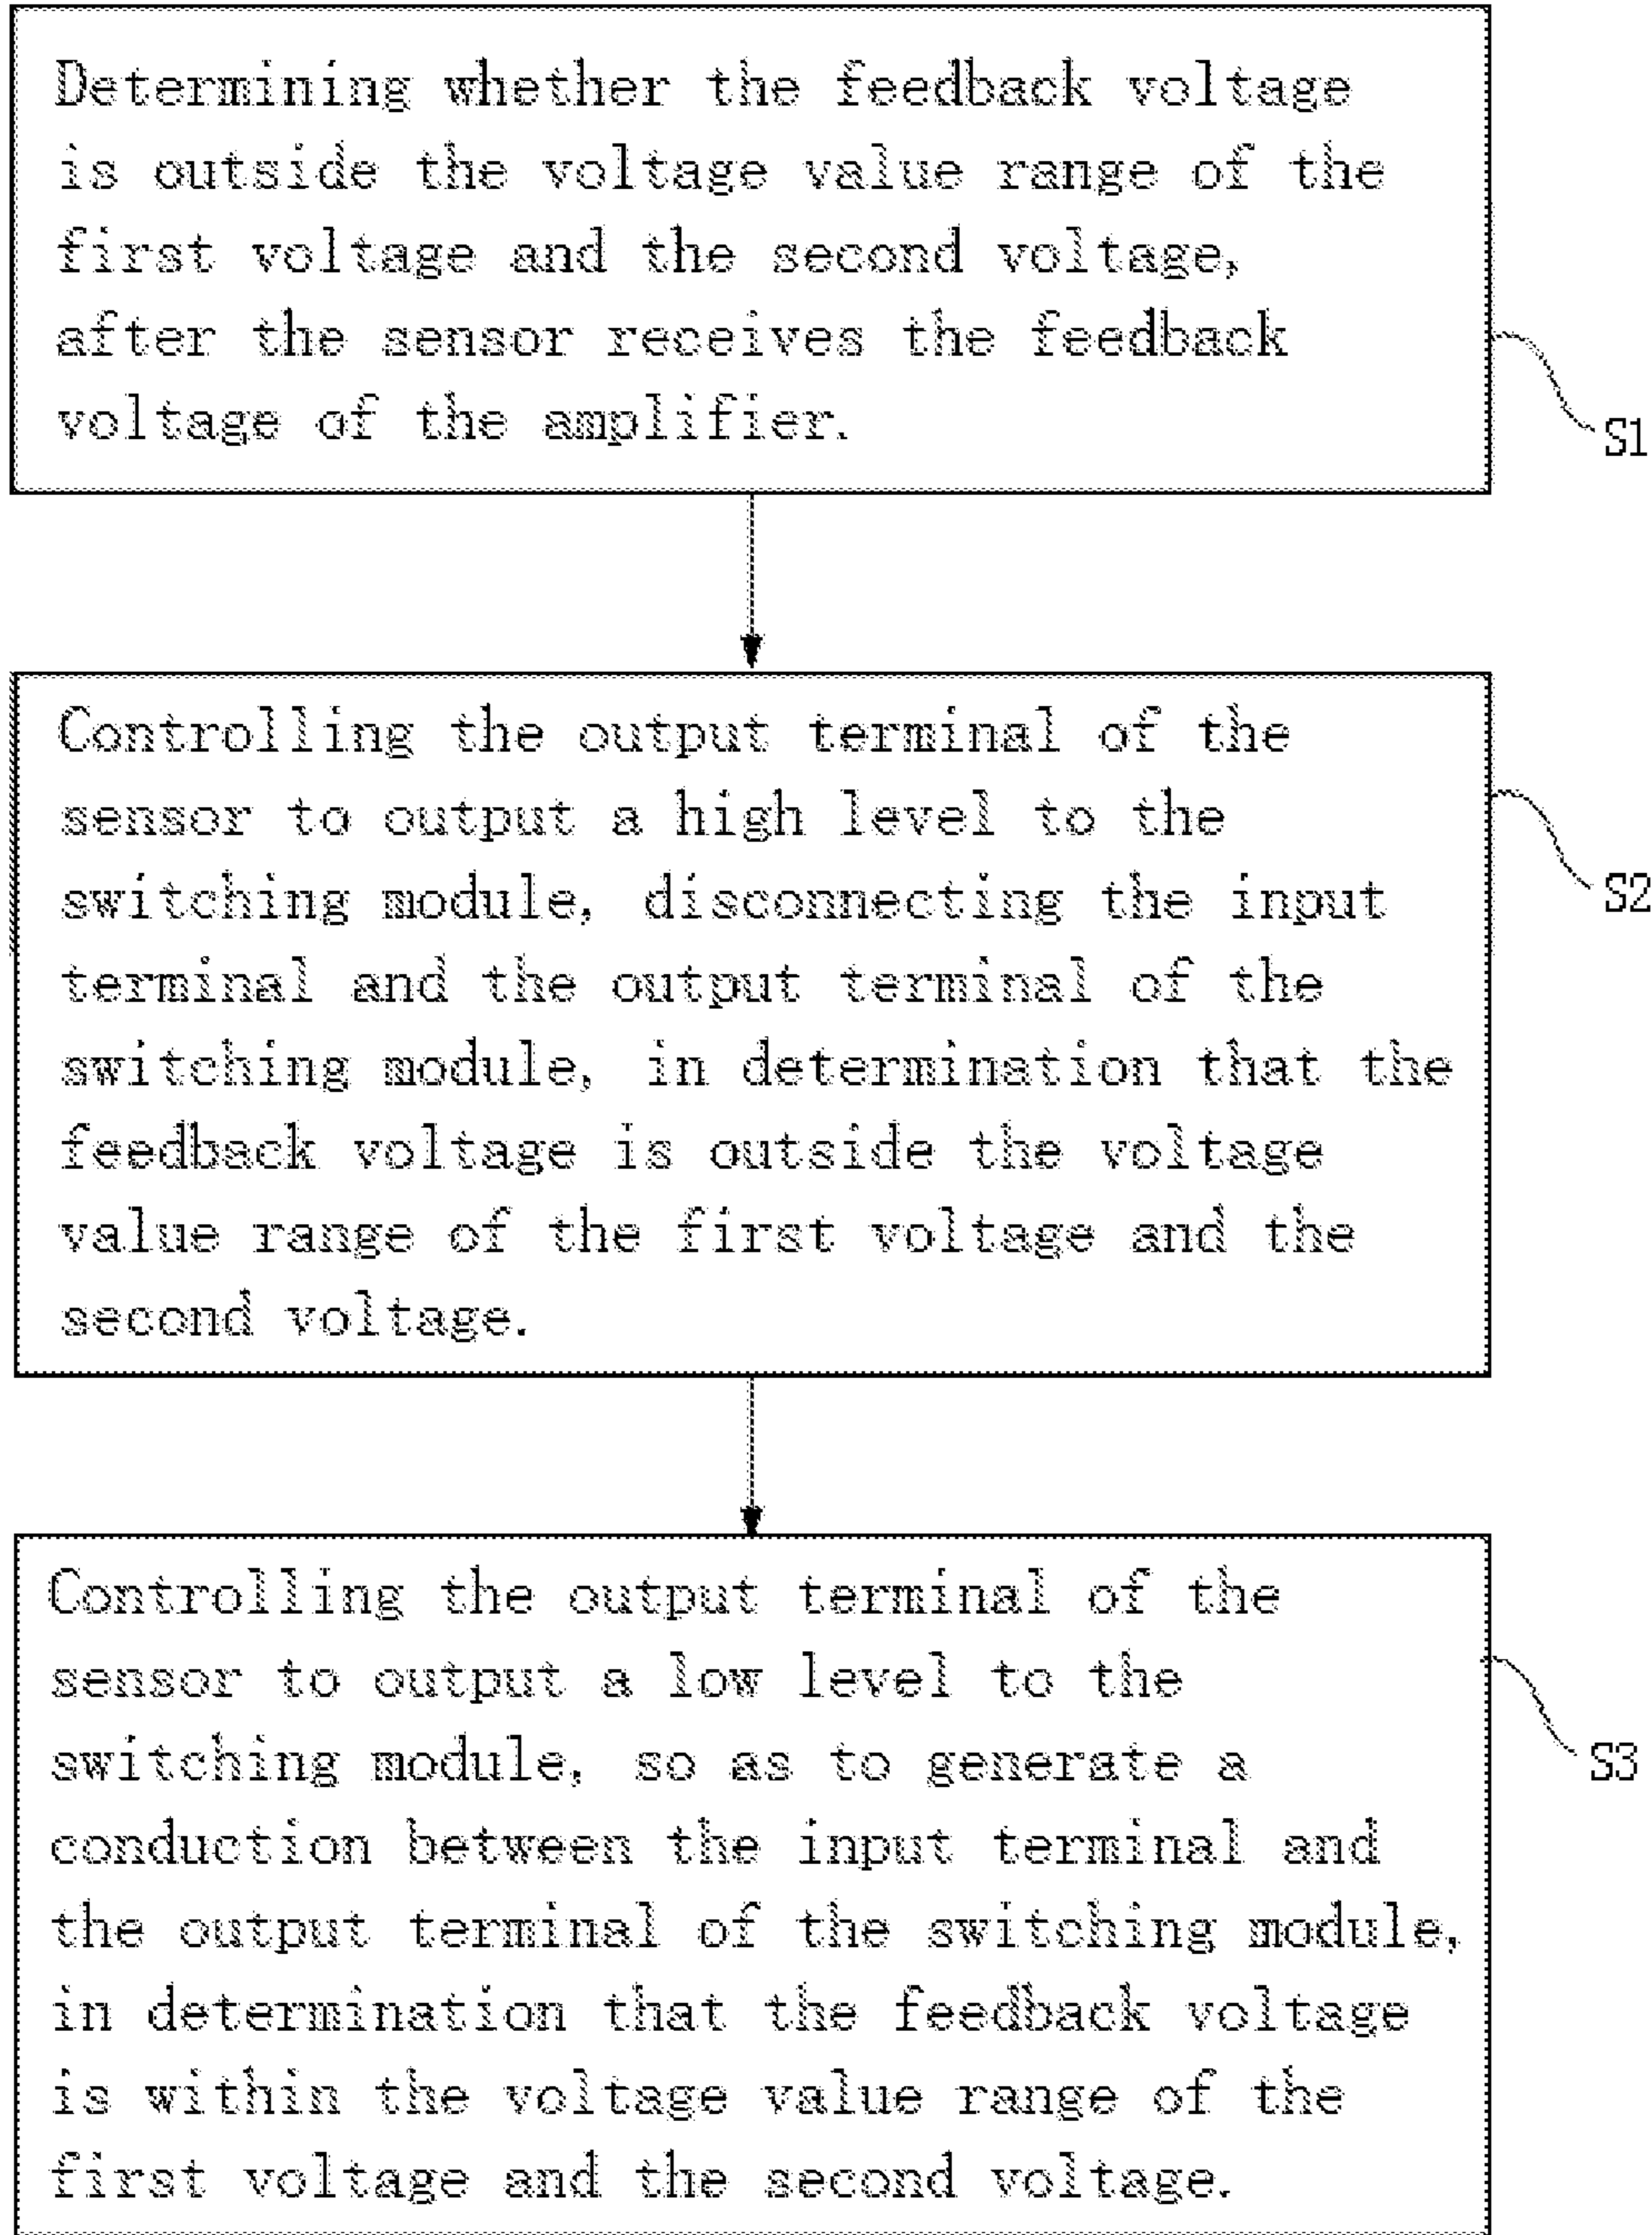 Determining whether the feedback voltage
is outside the voltage value range of the
first voltage and the second voltage,
after the sensor receives the feedback
voltage of the amplifier.
S1
Controlling the output terminal of the
sensor to output a high level to the
switching module, disconnecting the input
terminal and the output terminal of the
switching module, in determination that the
feedback voltage is outside the voltage
value range of the first voltage and the
second voltage.
S2
Controlling the output terminal of the
sensor to output a low level to the
switching module, so as to generate a
conduction between the input terminal and
the output terminal of the switching module,
in determination that the feedback voltage
is within the voltage value range of the
first voltage and the second voltage.
S3